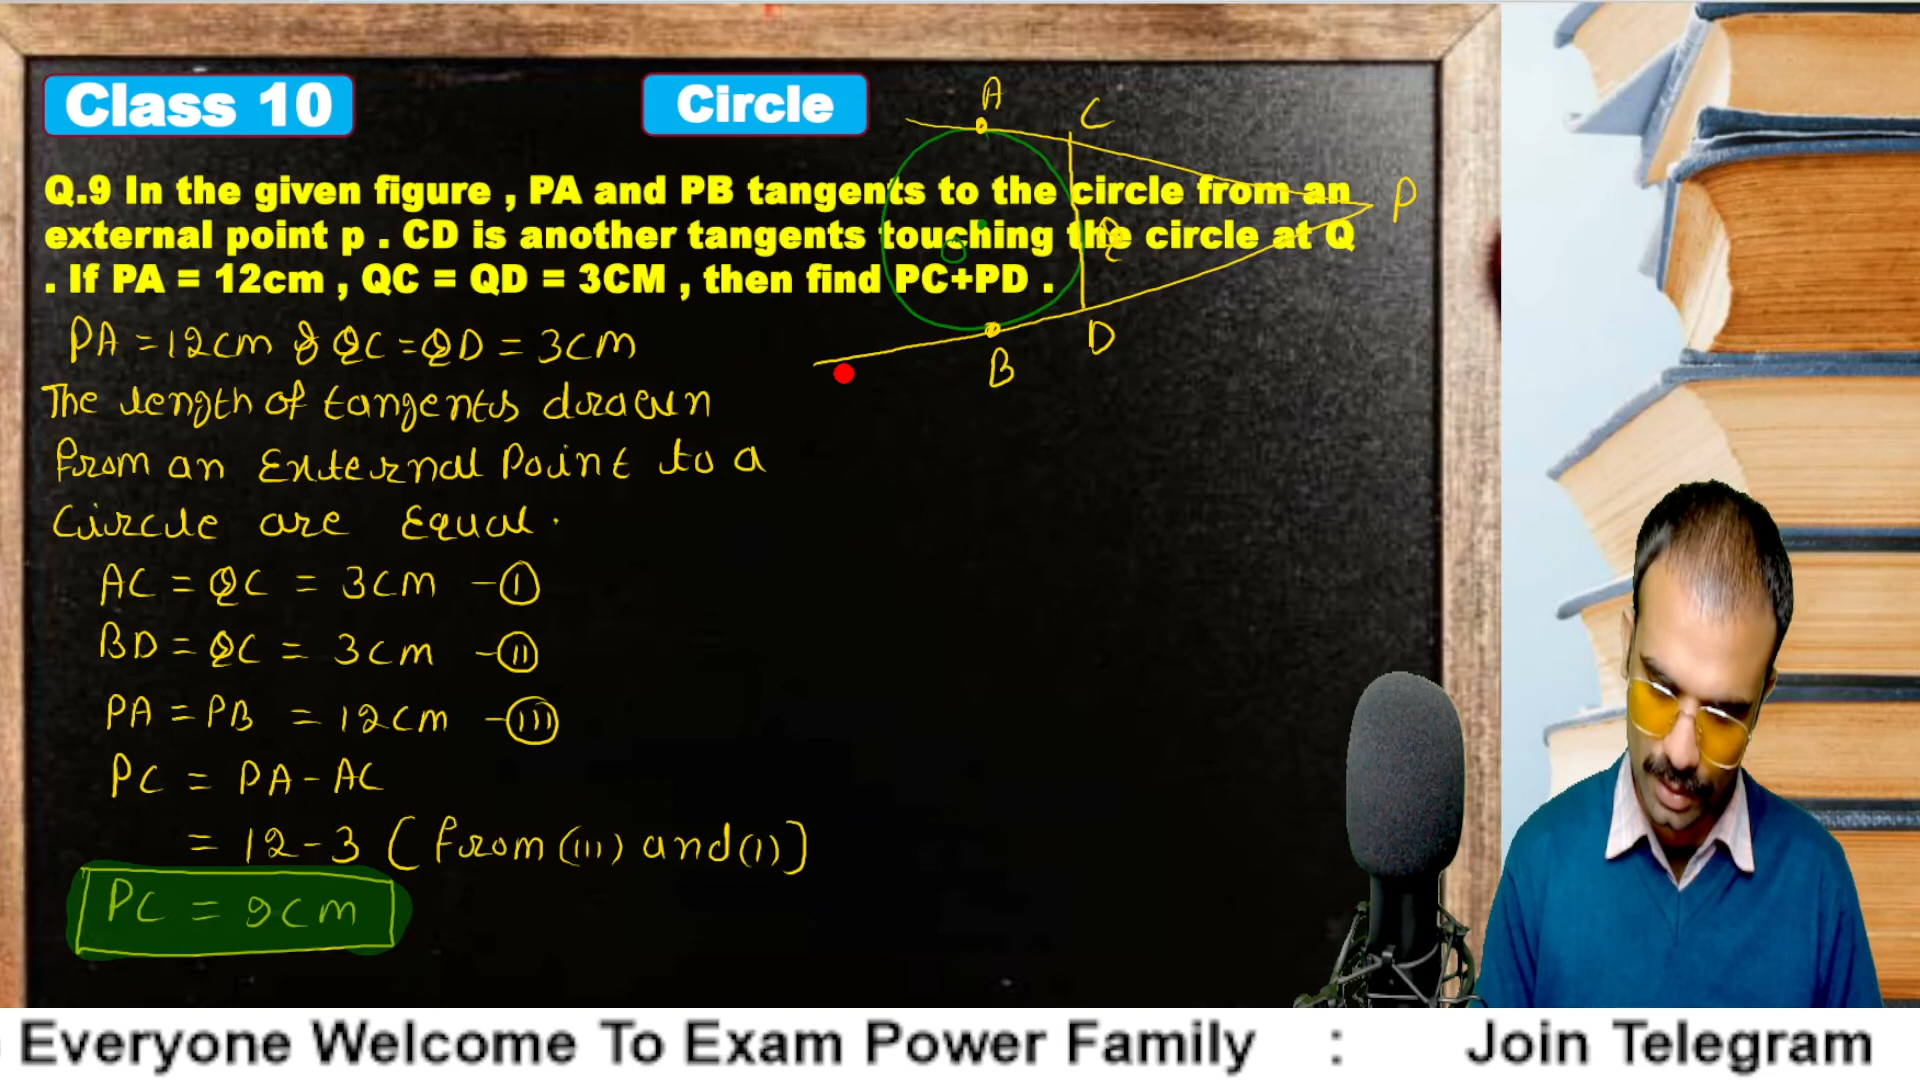 Class 10
Circle
Q.9 In the given figure , PA and PB tangents to the circle from an
external point p . CD is another tangents touching the circle at Q
. If PA = 12cm , QC = QD = 3CM , then find PC+PD .
A
C
P
Q
O
D
B
PA = 12cm & QC = QD = 3cm
The length of tangents drawn
from an External Point to a
Circle are Equal .
AC = QC = 3cm - (I)
BD = QC = 3cm - (II)
PA = PB = 12cm - (III)
PC = PA - AC
= 12 - 3 ( from (III) and (I) )
PC = 9cm
Everyone Welcome To Exam Power Family : Join Telegram